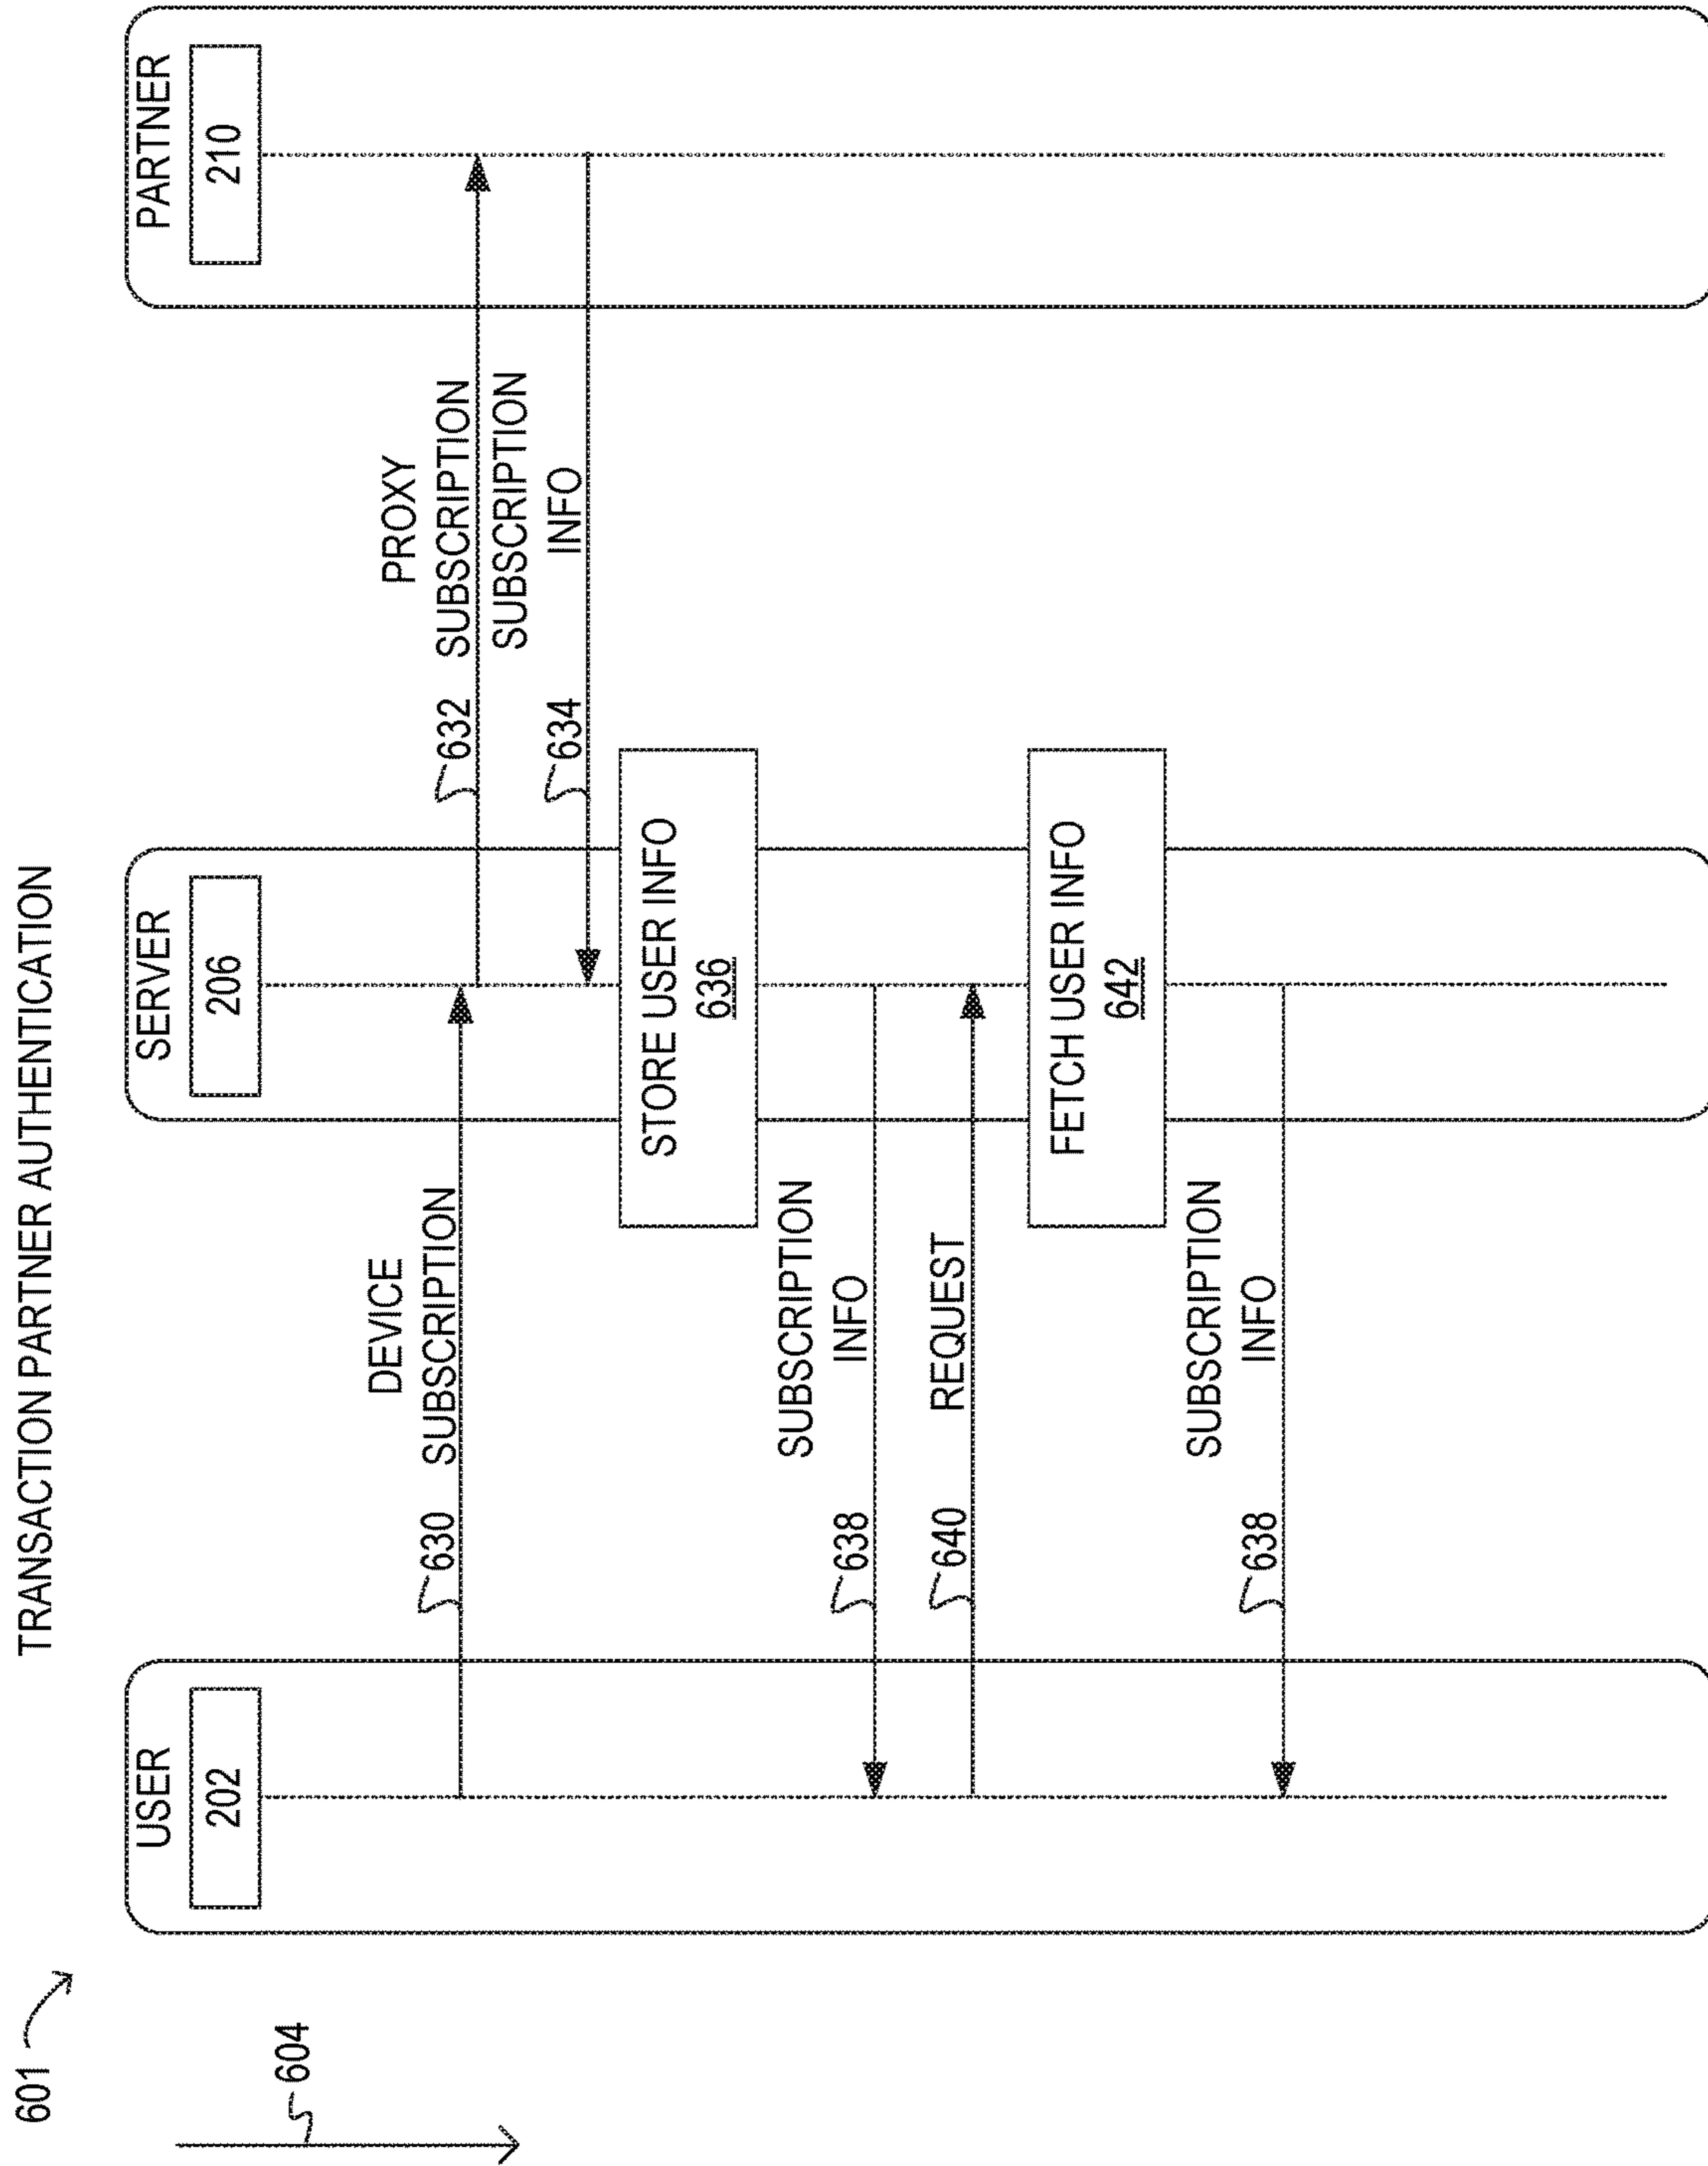 TRANSACTION PARTNER AUTHENTICATION
601
604
USER
202
SERVER
206
PARTNER
210
DEVICE
630 SUBSCRIPTION
PROXY
632 SUBSCRIPTION
SUBSCRIPTION
634 INFO
STORE USER INFO
636
SUBSCRIPTION
638 INFO
640 REQUEST
FETCH USER INFO
642
SUBSCRIPTION
638 INFO